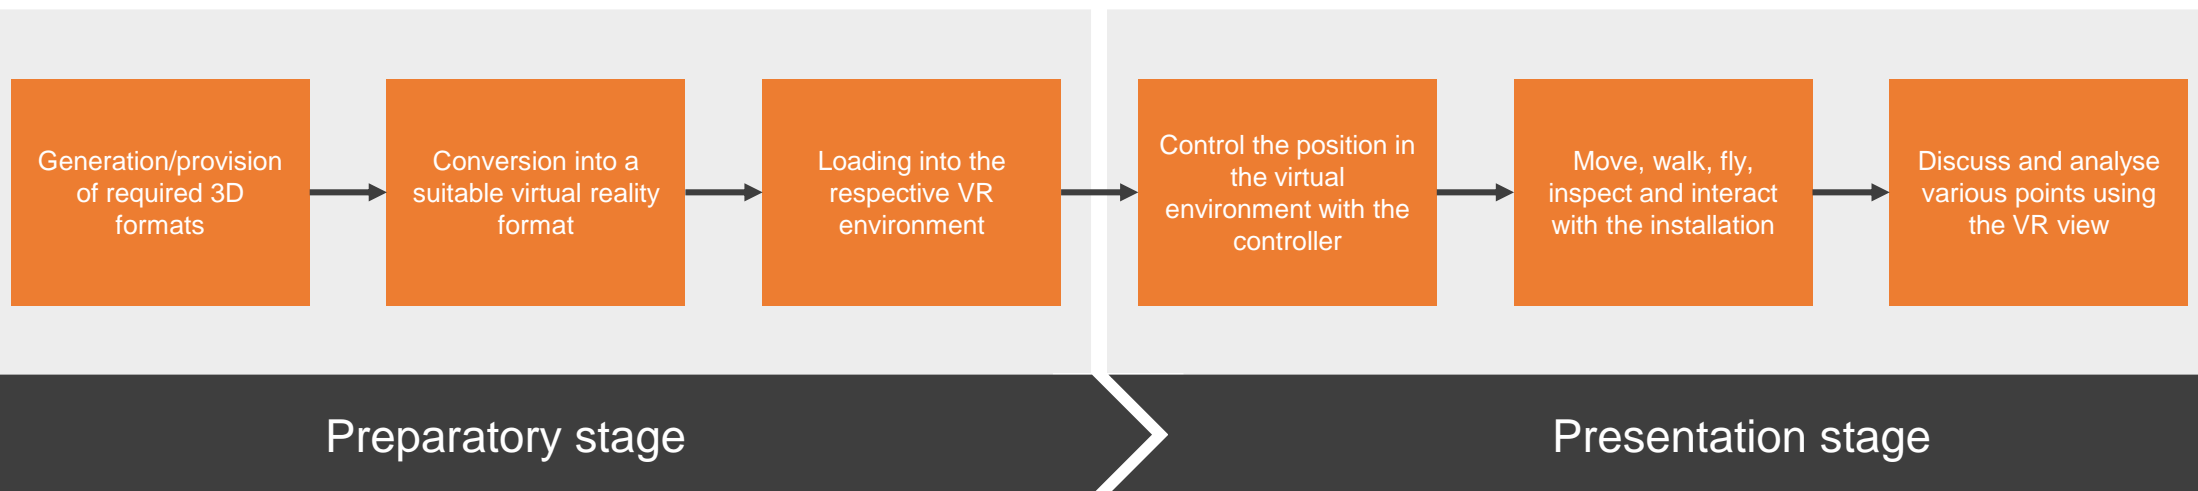 Generation/provision
of required 3D
formats
Conversion into a
suitable virtual reality
format
Loading into the
respective VR
environment
Control the position in
the virtual
environment with the
controller
Move, walk, fly,
inspect and interact
with the installation
Discuss and analyse
various points using
the VR view
Preparatory stage
Presentation stage